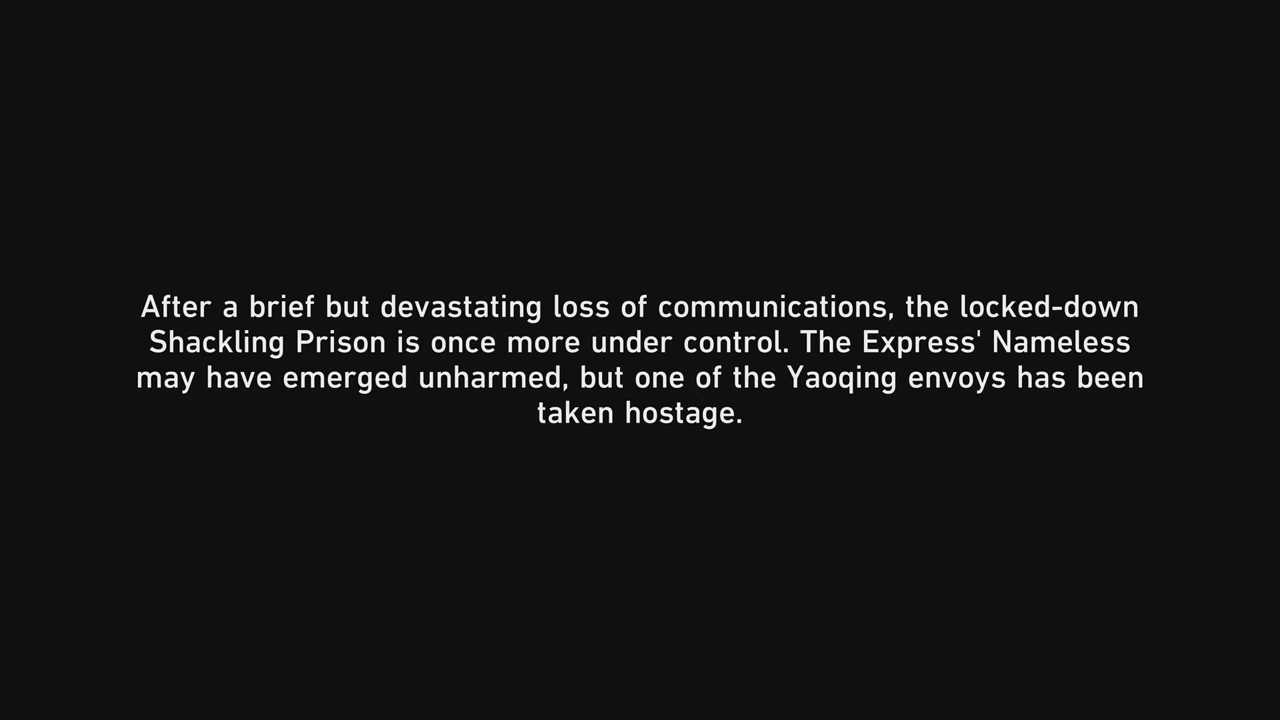 After a brief but devastating loss of communications, the locked-down
Shackling Prison is once more under control. The Express' Nameless
may have emerged unharmed, but one of the Yaoqing envoys has been
taken hostage.